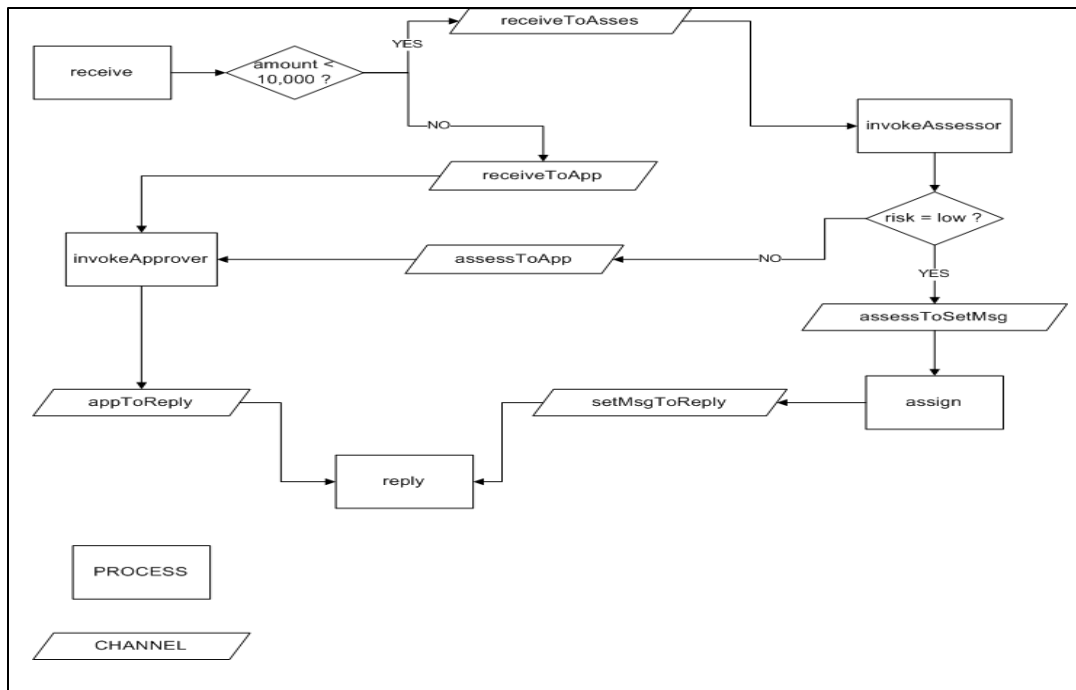 receiveToAsses
YES
receive
amount <
10,000 ?
NO
invokeAssessor
receiveToApp
risk = low ?
invokeApprover
assessToApp
NO
YES
assessToSetMsg
appToReply
setMsgToReply
assign
reply
PROCESS
CHANNEL